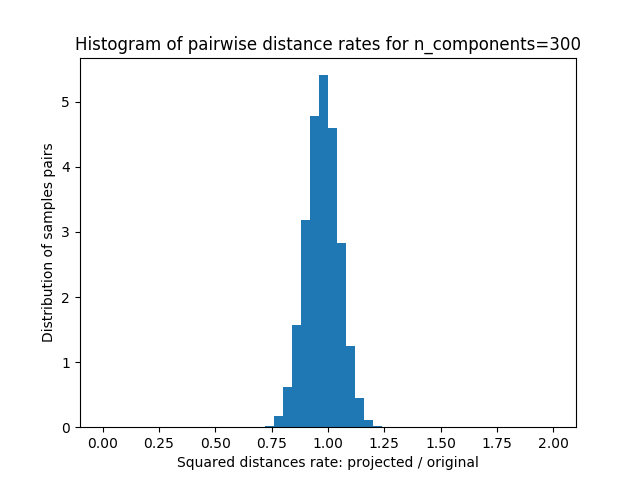 Histogram of pairwise distance rates for n_components=300
Distribution of samples pairs
5
4
3
2
1
0
0.00 0.25 0.50 0.75 1.00 1.25 1.50 1.75 2.00
Squared distances rate: projected / original